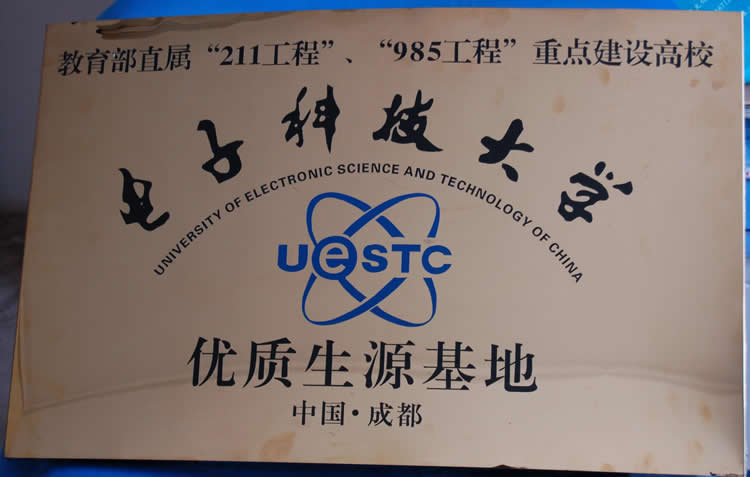 教育部直属“211工程”、“985工程”重点建设高校
电子科技大学
UNIVERSITY OF ELECTRONIC SCIENCE AND TECHNOLOGY OF CHINA
UESTC
优质生源基地
中国·成都